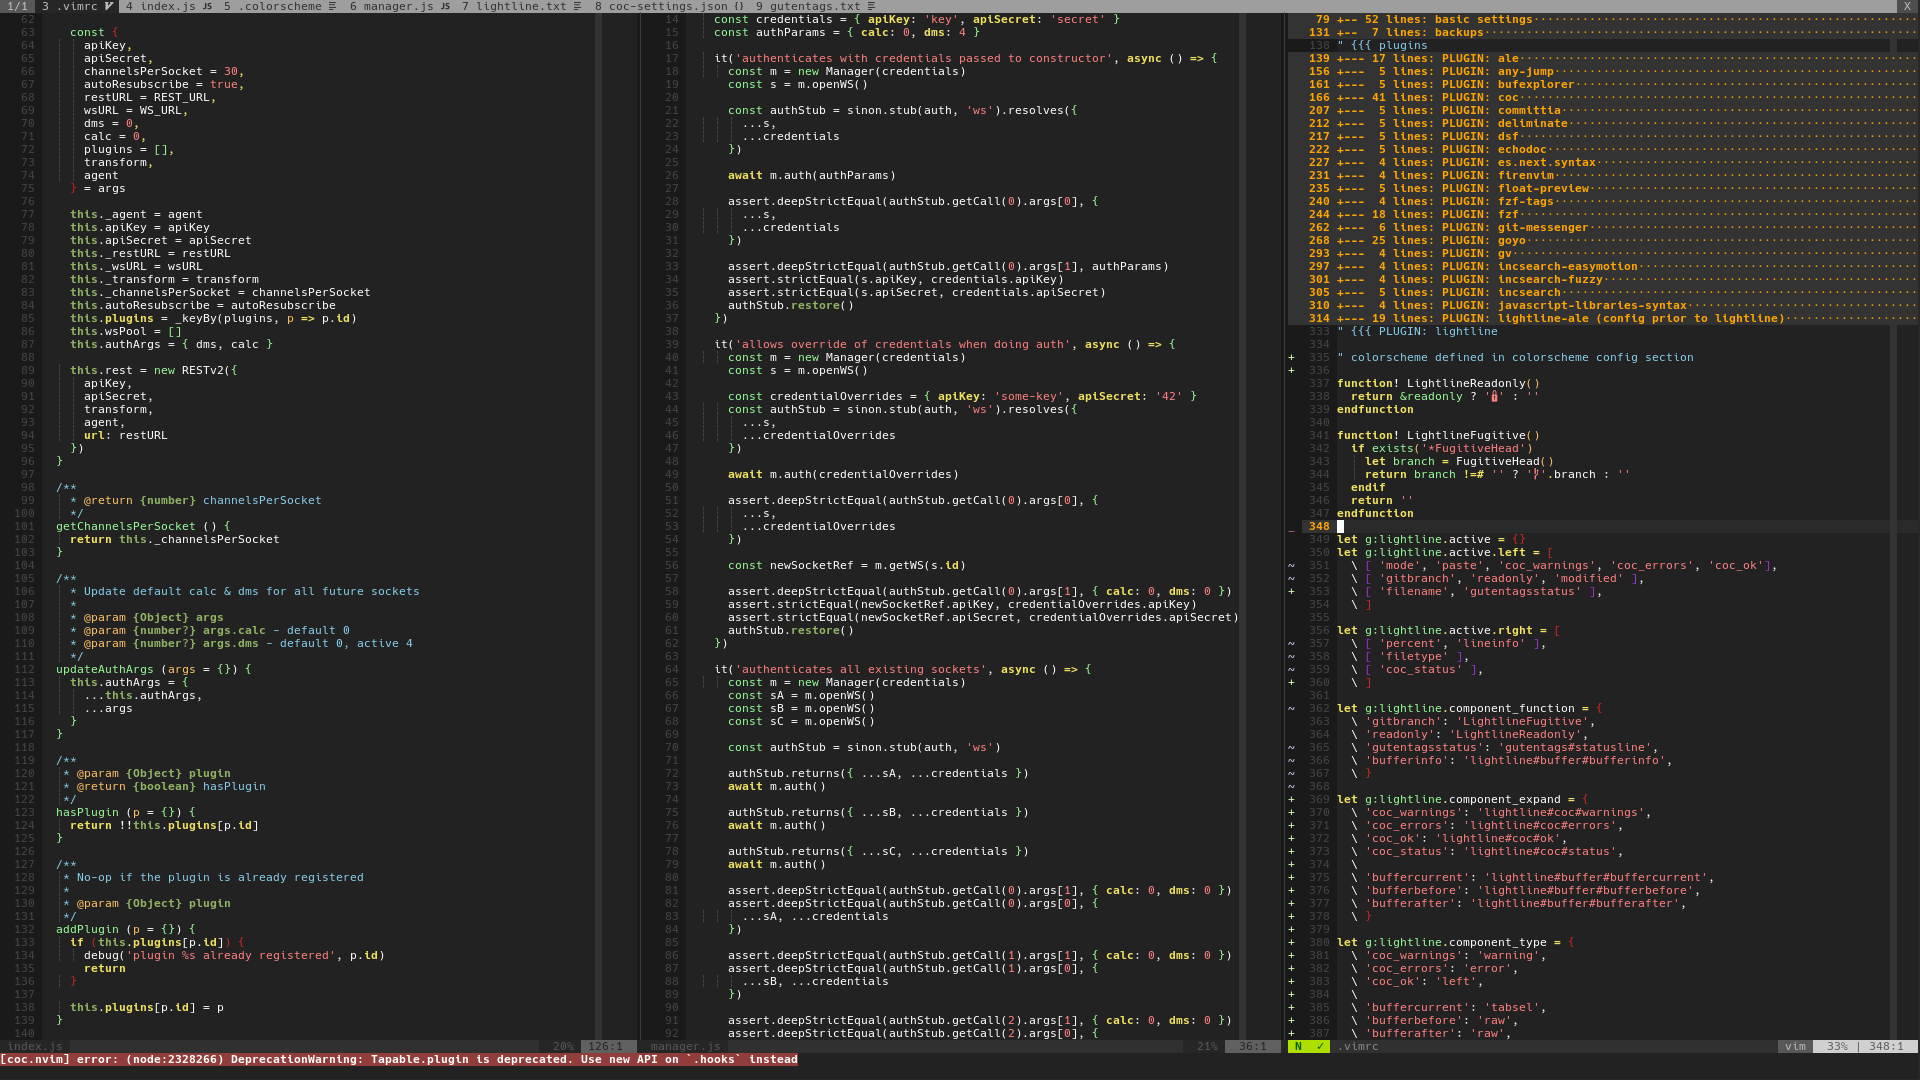 1/1 3 .vimrc 4 index.js JS 5 .colorscheme 6 manager.js JS 7 lightline.txt 8 coc-settings.json {} 9 gutentags.txt X
62
63 const {
64 apiKey,
65 apiSecret,
66 channelsPerSocket = 30,
67 autoResubscribe = true,
68 restURL = REST_URL,
69 wsURL = WS_URL,
70 dms = 0,
71 calc = 0,
72 plugins = [],
73 transform,
74 agent
75 } = args
76
77 this._agent = agent
78 this.apiKey = apiKey
79 this.apiSecret = apiSecret
80 this._restURL = restURL
81 this._wsURL = wsURL
82 this._transform = transform
83 this._channelsPerSocket = channelsPerSocket
84 this.autoResubscribe = autoResubscribe
85 this.plugins = _keyBy(plugins, p => p.id)
86 this.wsPool = []
87 this.authArgs = { dms, calc }
88
89 this.rest = new RESTv2({
90 apiKey,
91 apiSecret,
92 transform,
93 agent,
94 url: restURL
95 })
96 }
97
98 /**
99 * @return {number} channelsPerSocket
100 */
101 getChannelsPerSocket () {
102 return this._channelsPerSocket
103 }
104
105 /**
106 * Update default calc & dms for all future sockets
107 *
108 * @param {Object} args
109 * @param {number?} args.calc - default 0
110 * @param {number?} args.dms - default 0, active 4
111 */
112 updateAuthArgs (args = {}) {
113 this.authArgs = {
114 ...this.authArgs,
115 ...args
116 }
117 }
118
119 /**
120 * @param {Object} plugin
121 * @return {boolean} hasPlugin
122 */
123 hasPlugin (p = {}) {
124 return !!this.plugins[p.id]
125 }
126
127 /**
128 * No-op if the plugin is already registered
129 *
130 * @param {Object} plugin
131 */
132 addPlugin (p = {}) {
133 if (this.plugins[p.id]) {
134 debug('plugin %s already registered', p.id)
135 return
136 }
137
138 this.plugins[p.id] = p
139 }
140
index.js 20% 126:1
14 const credentials = { apiKey: 'key', apiSecret: 'secret' }
15 const authParams = { calc: 0, dms: 4 }
16
17 it('authenticates with credentials passed to constructor', async () => {
18 const m = new Manager(credentials)
19 const s = m.openWS()
20
21 const authStub = sinon.stub(auth, 'ws').resolves({
22 ...s,
23 ...credentials
24 })
25
26 await m.auth(authParams)
27
28 assert.deepStrictEqual(authStub.getCall(0).args[0], {
29 ...s,
30 ...credentials
31 })
32
33 assert.deepStrictEqual(authStub.getCall(0).args[1], authParams)
34 assert.strictEqual(s.apiKey, credentials.apiKey)
35 assert.strictEqual(s.apiSecret, credentials.apiSecret)
36 authStub.restore()
37 })
38
39 it('allows override of credentials when doing auth', async () => {
40 const m = new Manager(credentials)
41 const s = m.openWS()
42
43 const credentialOverrides = { apiKey: 'some-key', apiSecret: '42' }
44 const authStub = sinon.stub(auth, 'ws').resolves({
45 ...s,
46 ...credentialOverrides
47 })
48
49 await m.auth(credentialOverrides)
50
51 assert.deepStrictEqual(authStub.getCall(0).args[0], {
52 ...s,
53 ...credentialOverrides
54 })
55
56 const newSocketRef = m.getWS(s.id)
57
58 assert.deepStrictEqual(authStub.getCall(0).args[1], { calc: 0, dms: 0 })
59 assert.strictEqual(newSocketRef.apiKey, credentialOverrides.apiKey)
60 assert.strictEqual(newSocketRef.apiSecret, credentialOverrides.apiSecret)
61 authStub.restore()
62 })
63
64 it('authenticates all existing sockets', async () => {
65 const m = new Manager(credentials)
66 const sA = m.openWS()
67 const sB = m.openWS()
68 const sC = m.openWS()
69
70 const authStub = sinon.stub(auth, 'ws')
71
72 authStub.returns({ ...sA, ...credentials })
73 await m.auth()
74
75 authStub.returns({ ...sB, ...credentials })
76 await m.auth()
77
78 authStub.returns({ ...sC, ...credentials })
79 await m.auth()
80
81 assert.deepStrictEqual(authStub.getCall(0).args[1], { calc: 0, dms: 0 })
82 assert.deepStrictEqual(authStub.getCall(0).args[0], {
83 ...sA, ...credentials
84 })
85
86 assert.deepStrictEqual(authStub.getCall(1).args[1], { calc: 0, dms: 0 })
87 assert.deepStrictEqual(authStub.getCall(1).args[0], {
88 ...sB, ...credentials
89 })
90
91 assert.deepStrictEqual(authStub.getCall(2).args[1], { calc: 0, dms: 0 })
92 assert.deepStrictEqual(authStub.getCall(2).args[0], {
manager.js 21% 36:1
79 +-- 52 lines: basic settings
131 +-- 7 lines: backups
138 " {{{ plugins
139 +--- 17 lines: PLUGIN: ale
156 +--- 5 lines: PLUGIN: any-jump
161 +--- 5 lines: PLUGIN: bufexplorer
166 +--- 41 lines: PLUGIN: coc
207 +--- 5 lines: PLUGIN: committia
212 +--- 5 lines: PLUGIN: deliminate
217 +--- 5 lines: PLUGIN: dsf
222 +--- 5 lines: PLUGIN: echodoc
227 +--- 4 lines: PLUGIN: es.next.syntax
231 +--- 4 lines: PLUGIN: firenvim
235 +--- 5 lines: PLUGIN: float-preview
240 +--- 4 lines: PLUGIN: fzf-tags
244 +--- 18 lines: PLUGIN: fzf
262 +--- 6 lines: PLUGIN: git-messenger
268 +--- 25 lines: PLUGIN: goyo
293 +--- 4 lines: PLUGIN: gv
297 +--- 4 lines: PLUGIN: incsearch-easymotion
301 +--- 4 lines: PLUGIN: incsearch-fuzzy
305 +--- 5 lines: PLUGIN: incsearch
310 +--- 4 lines: PLUGIN: javascript-libraries-syntax
314 +--- 19 lines: PLUGIN: lightline-ale (config prior to lightline)
333 " {{{ PLUGIN: lightline
334
+ 335 " colorscheme defined in colorscheme config section
+ 336
337 function! LightlineReadonly()
338 return &readonly ? '' : ''
339 endfunction
340
341 function! LightlineFugitive()
342 if exists('*FugitiveHead')
343 let branch = FugitiveHead()
344 return branch !=# '' ? ''.branch : ''
345 endif
346 return ''
347 endfunction
_ 348
349 let g:lightline.active = {}
350 let g:lightline.active.left = [
~ 351 \ [ 'mode', 'paste', 'coc_warnings', 'coc_errors', 'coc_ok'],
~ 352 \ [ 'gitbranch', 'readonly', 'modified' ],
+ 353 \ [ 'filename', 'gutentagsstatus' ],
354 \ ]
355
356 let g:lightline.active.right = [
~ 357 \ [ 'percent', 'lineinfo' ],
~ 358 \ [ 'filetype' ],
~ 359 \ [ 'coc_status' ],
+ 360 \ ]
361
~ 362 let g:lightline.component_function = {
363 \ 'gitbranch': 'LightlineFugitive',
364 \ 'readonly': 'LightlineReadonly',
~ 365 \ 'gutentagsstatus': 'gutentags#statusline',
~ 366 \ 'bufferinfo': 'lightline#buffer#bufferinfo',
~ 367 \ }
~ 368
+ 369 let g:lightline.component_expand = {
+ 370 \ 'coc_warnings': 'lightline#coc#warnings',
+ 371 \ 'coc_errors': 'lightline#coc#errors',
+ 372 \ 'coc_ok': 'lightline#coc#ok',
+ 373 \ 'coc_status': 'lightline#coc#status',
+ 374 \
+ 375 \ 'buffercurrent': 'lightline#buffer#buffercurrent',
+ 376 \ 'bufferbefore': 'lightline#buffer#bufferbefore',
+ 377 \ 'bufferafter': 'lightline#buffer#bufferafter',
+ 378 \ }
+ 379
+ 380 let g:lightline.component_type = {
+ 381 \ 'coc_warnings': 'warning',
+ 382 \ 'coc_errors': 'error',
+ 383 \ 'coc_ok': 'left',
+ 384 \
+ 385 \ 'buffercurrent': 'tabsel',
+ 386 \ 'bufferbefore': 'raw',
+ 387 \ 'bufferafter': 'raw',
N ✓ .vimrc vim 33% | 348:1
[coc.nvim] error: (node:2328266) DeprecationWarning: Tapable.plugin is deprecated. Use new API on `.hooks` instead